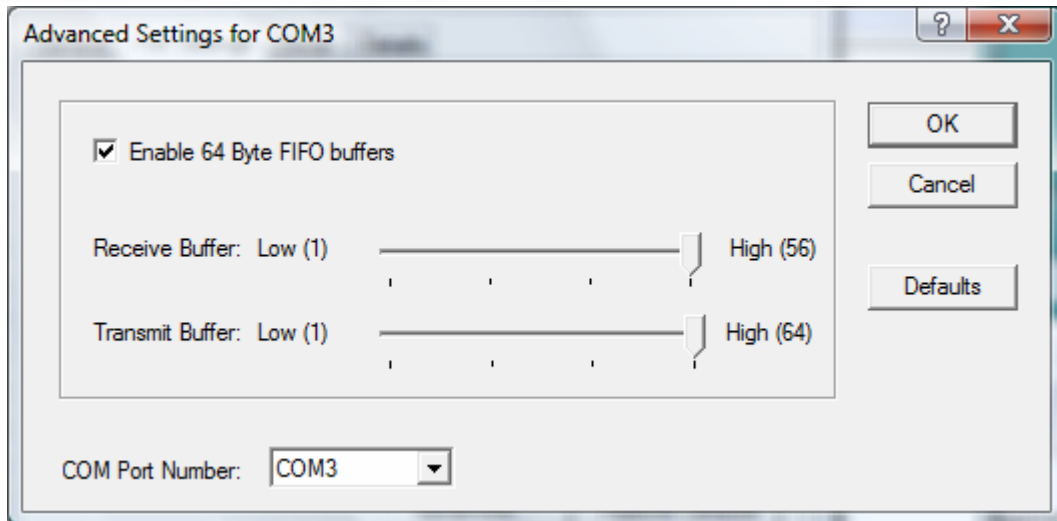 Advanced Settings for COM3
Enable 64 Byte FIFO buffers
Receive Buffer: Low (1) High (56)
Transmit Buffer: Low (1) High (64)
COM Port Number: COM3
OK
Cancel
Defaults